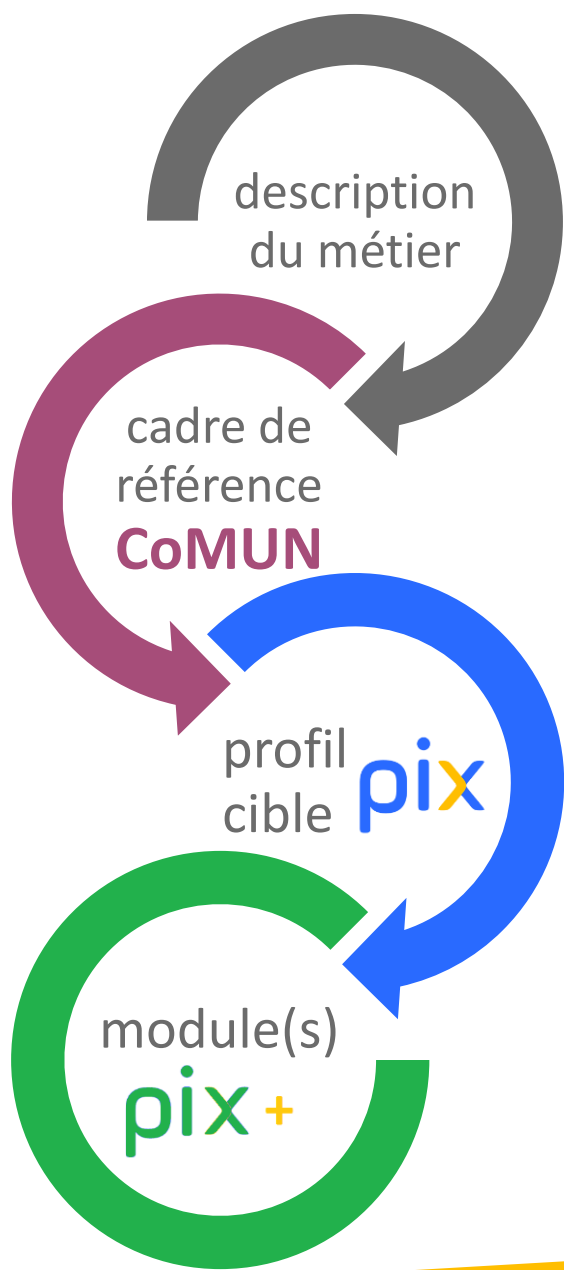 description
du métier
cadre de
référence
CoMUN
profil
cible pix
module(s)
pix +